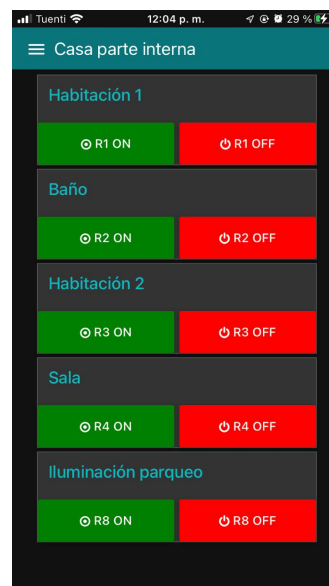 Tuenti 12:04 p. m. 29 %
Casa parte interna
Habitación 1
R1 ON R1 OFF
Baño
R2 ON R2 OFF
Habitación 2
R3 ON R3 OFF
Sala
R4 ON R4 OFF
Iluminación parqueo
R8 ON R8 OFF